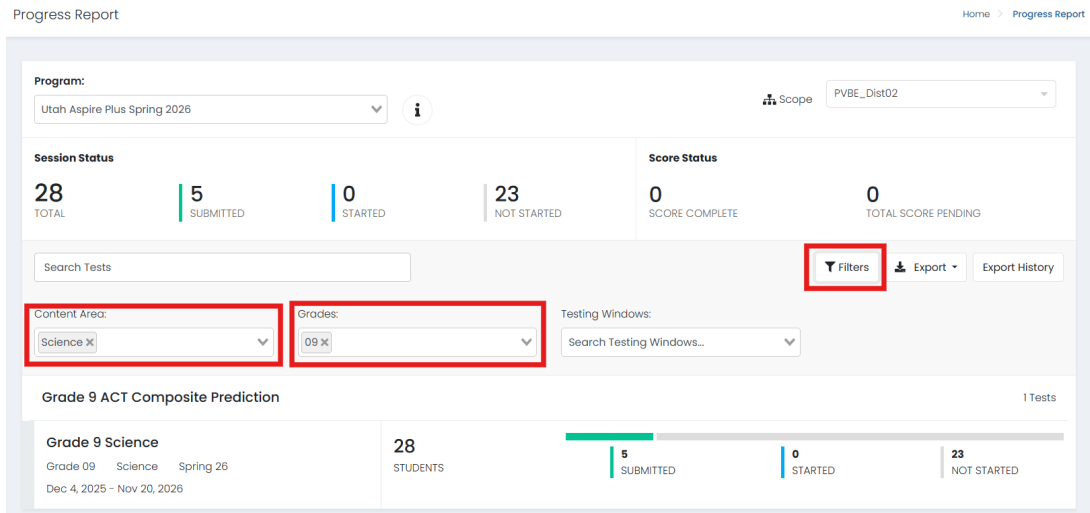 Progress Report
Home > Progress Report
Program:
Utah Aspire Plus Spring 2026
i
Scope
PVBE_Dist02
Session Status
Score Status
28
5
0
23
0
0
TOTAL
SUBMITTED
STARTED
NOT STARTED
SCORE COMPLETE
TOTAL SCORE PENDING
Search Tests
Filters
Export
Export History
Content Area:
Grades:
Testing Windows:
Science ×
09 ×
Search Testing Windows...
Grade 9 ACT Composite Prediction
1 Tests
Grade 9 Science
Grade 09 Science Spring 26
Dec 4, 2025 - Nov 20, 2026
28
STUDENTS
5
SUBMITTED
0
STARTED
23
NOT STARTED